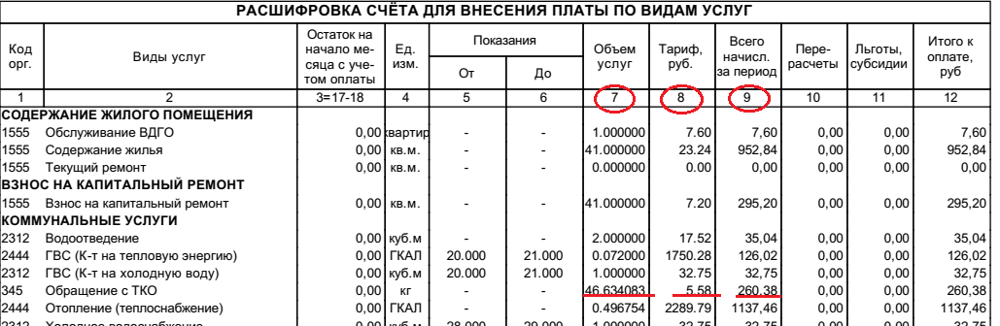 РАСШИФРОВКА СЧЁТА ДЛЯ ВНЕСЕНИЯ ПЛАТЫ ПО ВИДАМ УСЛУГ
Код орг. Виды услуг Остаток на начало месяца с учетом оплаты Ед. изм. Показания От До Объем услуг Тариф, руб. Всего начисл. за период Пере- расчеты Льготы, субсидии Итого к оплате, руб
1 2 3=17-18 4 5 6 7 8 9 10 11 12
СОДЕРЖАНИЕ ЖИЛОГО ПОМЕЩЕНИЯ
1555 Обслуживание ВДГО 0,00 квартир - - 1.000000 7.60 7,60 0,00 0,00 7,60
1555 Содержание жилья 0,00 кв.м. - - 41.000000 23.24 952,84 0,00 0,00 952,84
1555 Текущий ремонт 0,00 кв.м. - - 0.000000 0.00 0,00 0,00 0,00 0,00
ВЗНОС НА КАПИТАЛЬНЫЙ РЕМОНТ
1555 Взнос на капитальный ремонт 0,00 кв.м. - - 41.000000 7.20 295,20 0,00 0,00 295,20
КОММУНАЛЬНЫЕ УСЛУГИ
2312 Водоотведение 0,00 куб.м - - 2.000000 17.52 35,04 0,00 0,00 35,04
2444 ГВС (К-т на тепловую энергию) 0,00 ГКАЛ 20.000 21.000 0.072000 1750.28 126,02 0,00 0,00 126,02
2312 ГВС (К-т на холодную воду) 0,00 куб.м 20.000 21.000 1.000000 32.75 32,75 0,00 0,00 32,75
345 Обращение с ТКО 0,00 кг - - 46.634083 5.58 260,38 0,00 0,00 260,38
2444 Отопление (теплоснабжение) 0,00 ГКАЛ - - 0.496754 2289.79 1137,46 0,00 0,00 1137,46
2312 Холодное водоснабжение 0,00 куб.м 28.000 29.000 1.000000 32.75 32,75 0,00 0,00 32,75